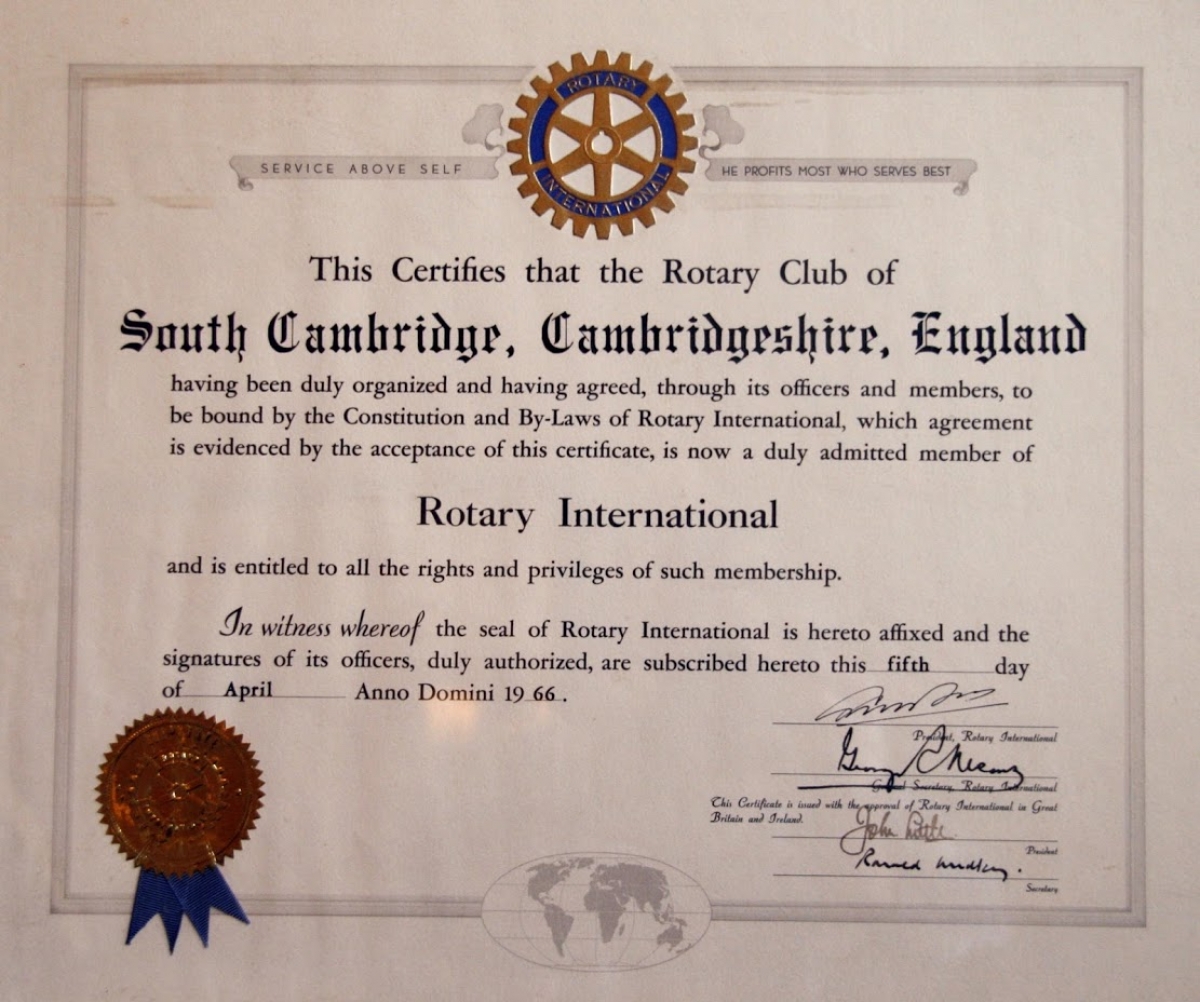 ROTARY
INTERNATIONAL
SERVICE ABOVE SELF
HE PROFITS MOST WHO SERVES BEST
This Certifies that the Rotary Club of
South Cambridge, Cambridgeshire, England
having been duly organized and having agreed, through its officers and members, to
be bound by the Constitution and By-Laws of Rotary International, which agreement
is evidenced by the acceptance of this certificate, is now a duly admitted member of
Rotary International
and is entitled to all the rights and privileges of such membership.
In witness whereof the seal of Rotary International is hereto affixed and the
signatures of its officers, duly authorized, are subscribed hereto this fifth day
of April Anno Domini 19 66.
President, Rotary International
George
General Secretary, Rotary International
This Certificate is issued with the approval of Rotary International in Great
Britain and Ireland.
John Little
President
Secretary